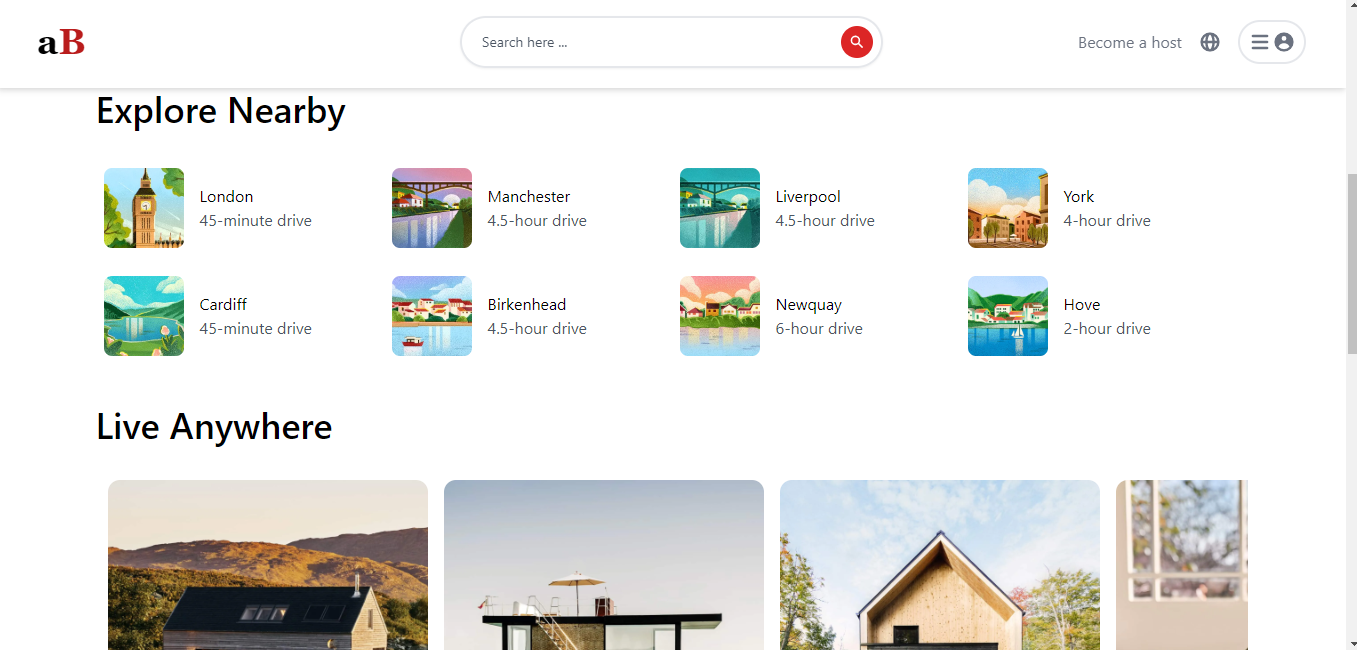 aB
Search here ...
Become a host
Explore Nearby
London
45-minute drive
Manchester
4.5-hour drive
Liverpool
4.5-hour drive
York
4-hour drive
Cardiff
45-minute drive
Birkenhead
4.5-hour drive
Newquay
6-hour drive
Hove
2-hour drive
Live Anywhere